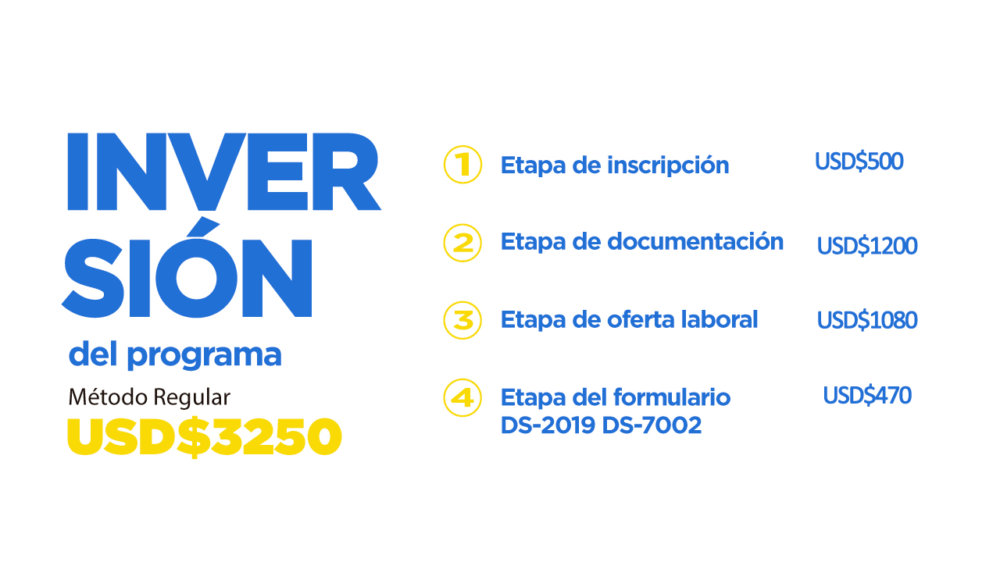 INVER
SIÓN
del programa
Método Regular
USD$3250
1 Etapa de inscripción USD$500
2 Etapa de documentación USD$1200
3 Etapa de oferta laboral USD$1080
4 Etapa del formulario USD$470
DS-2019 DS-7002